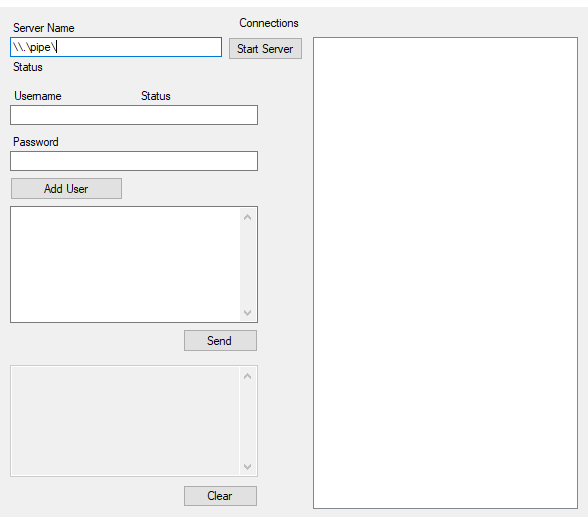 Connections
Server Name
\\.\pipe\
Start Server
Status
Username
Status
Password
Add User
Send
Clear